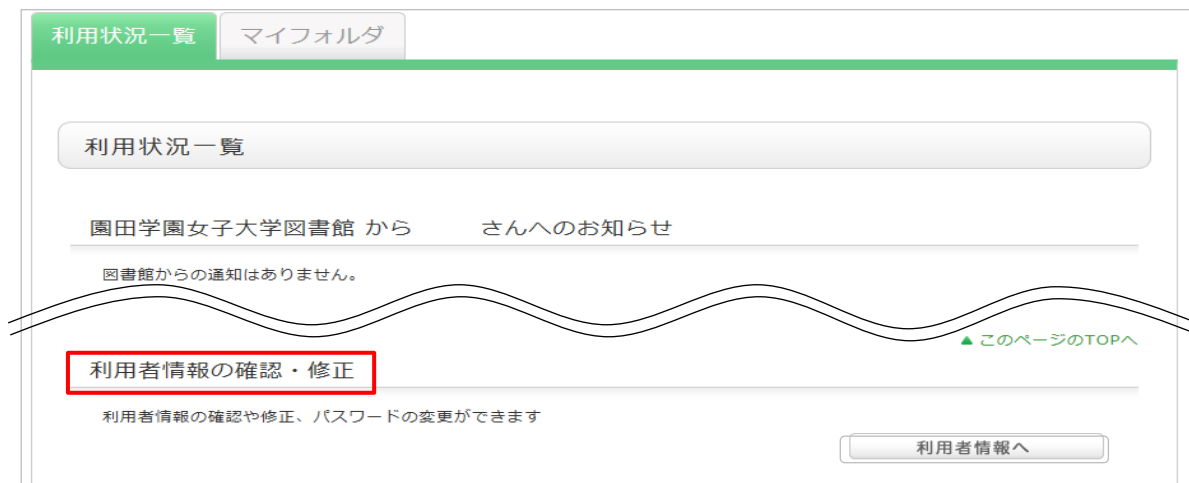 利用状況一覧 マイフォルダ
利用状況一覧
園田学園女子大学図書館 から さんへのお知らせ
図書館からの通知はありません。
▲ このページのTOPへ
利用者情報の確認・修正
利用者情報の確認や修正、パスワードの変更ができます
利用者情報へ